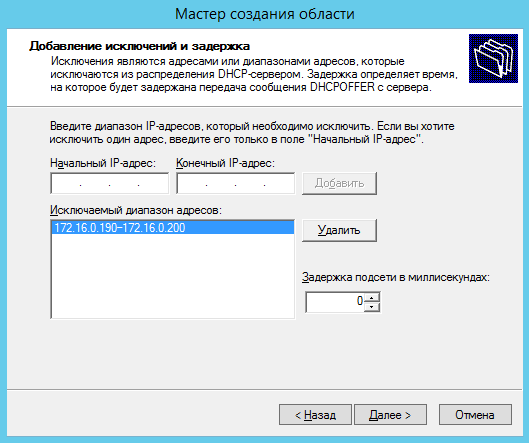 Мастер создания области
Добавление исключений и задержка
Исключения являются адресами или диапазонами адресов, которые
исключаются из распределения DHCP-сервером. Задержка определяет время,
на которое будет задержана передача сообщения DHCPOFFER с сервера.
Введите диапазон IP-адресов, который необходимо исключить. Если вы хотите
исключить один адрес, введите его только в поле "Начальный IP-адрес".
Начальный IP-адрес: Конечный IP-адрес:
. . . . . . Добавить
Исключаемый диапазон адресов:
172.16.0.190-172.16.0.200 Удалить
Задержка подсети в миллисекундах:
0
< Назад Далее > Отмена